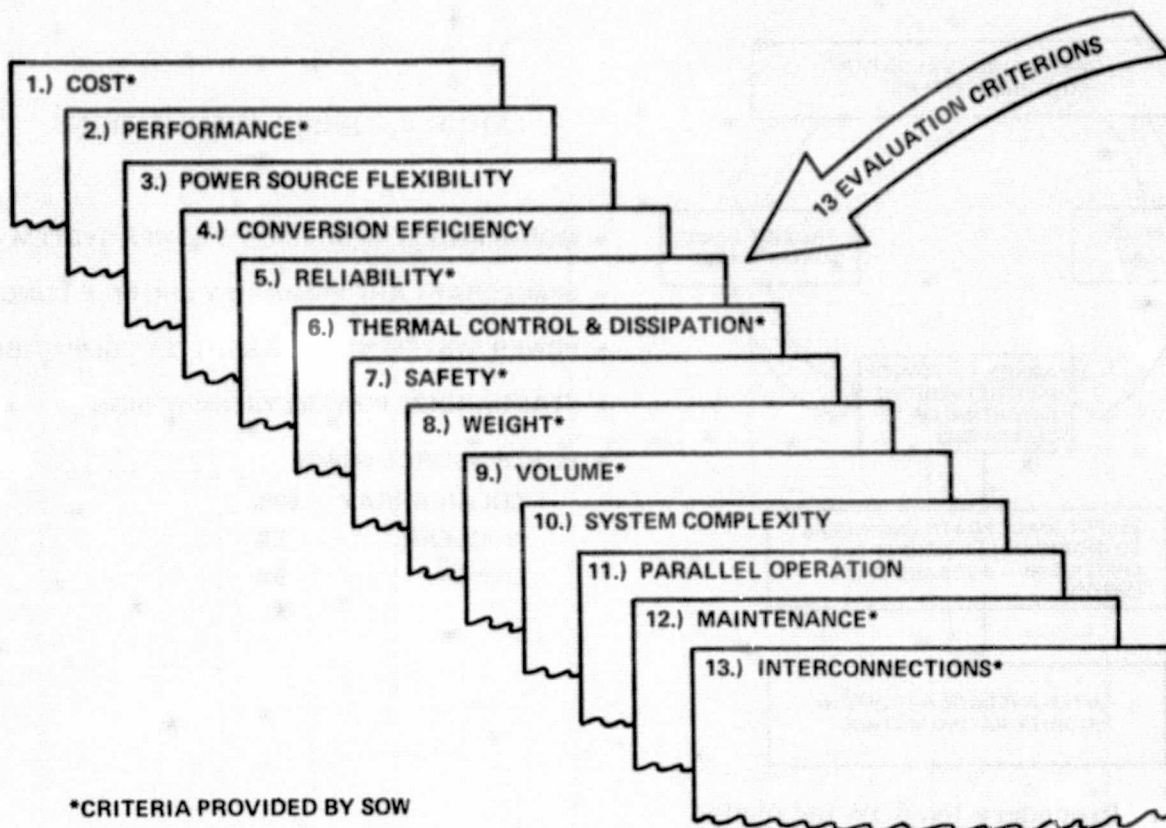 1.) COST*
2.) PERFORMANCE*
3.) POWER SOURCE FLEXIBILITY
4.) CONVERSION EFFICIENCY
5.) RELIABILITY*
6.) THERMAL CONTROL & DISSIPATION*
7.) SAFETY*
8.) WEIGHT*
9.) VOLUME*
10.) SYSTEM COMPLEXITY
11.) PARALLEL OPERATION
12.) MAINTENANCE*
13.) INTERCONNECTIONS*
13 EVALUATION CRITERIONS
*CRITERIA PROVIDED BY SOW